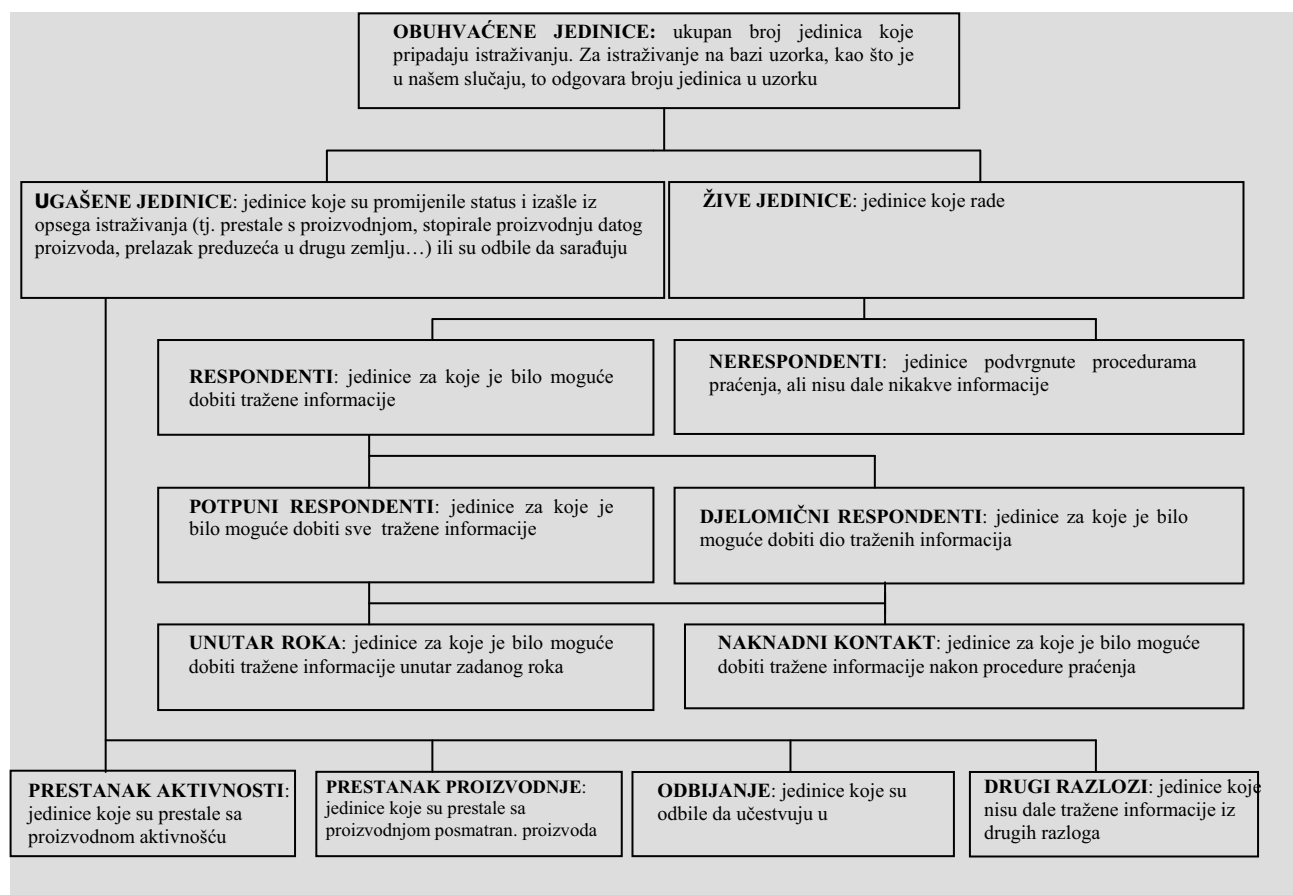 OBUHVAĆENE JEDINICE: ukupan broj jedinica koje
pripadaju istraživanju. Za istraživanje na bazi uzorka, kao što je
u našem slučaju, to odgovara broju jedinica u uzorku
UGAŠENE JEDINICE: jedinice koje su promijenile status i izašle iz
opsega istraživanja (tj. prestale s proizvodnjom, stopirale proizvodnju datog
proizvoda, prelazak preduzeća u drugu zemlju…) ili su odbile da sarađuju
ŽIVE JEDINICE: jedinice koje rade
RESPONDENTI: jedinice za koje je bilo moguće
dobiti tražene informacije
NERESPONDENTI: jedinice podvrgnute procedurama
praćenja, ali nisu dale nikakve informacije
POTPUNI RESPONDENTI: jedinice za koje je
bilo moguće dobiti sve tražene informacije
DJELOMIČNI RESPONDENTI: jedinice za koje je bilo
moguće dobiti dio traženih informacija
UNUTAR ROKA: jedinice za koje je bilo moguće
dobiti tražene informacije unutar zadanog roka
NAKNADNI KONTAKT: jedinice za koje je bilo moguće
dobiti tražene informacije nakon procedure praćenja
PRESTANAK AKTIVNOSTI:
jedinice koje su prestale sa
proizvodnom aktivnošću
PRESTANAK PROIZVODNJE:
jedinice koje su prestale sa
proizvodnjom posmatran. proizvoda
ODBIJANJE: jedinice koje su
odbile da učestvuju u
DRUGI RAZLOZI: jedinice koje
nisu dale tražene informacije iz
drugih razloga